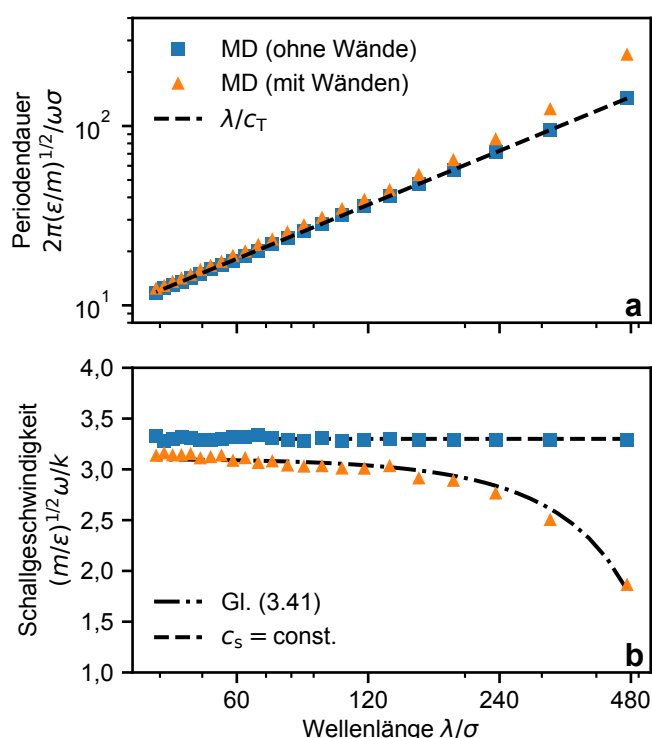 MD (ohne Wände)
MD (mit Wänden)
λ/c_T
Periodendauer
2π(ε/m)^{1/2}/ωσ
10^2
10^1
a
4,0
3,5
3,0
2,5
2,0
1,5
1,0
Schallgeschwindigkeit
(m/ε)^{1/2}ω/k
Gl. (3.41)
c_s = const.
b
60
120
240
480
Wellenlänge λ/σ